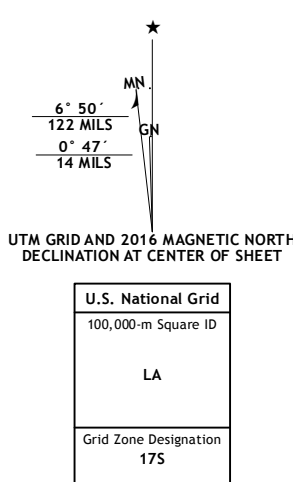 ★
MN
6° 50´
122 MILS
GN
0° 47´
14 MILS
UTM GRID AND 2016 MAGNETIC NORTH
DECLINATION AT CENTER OF SHEET
U.S. National Grid
100,000-m Square ID
LA
Grid Zone Designation
17S